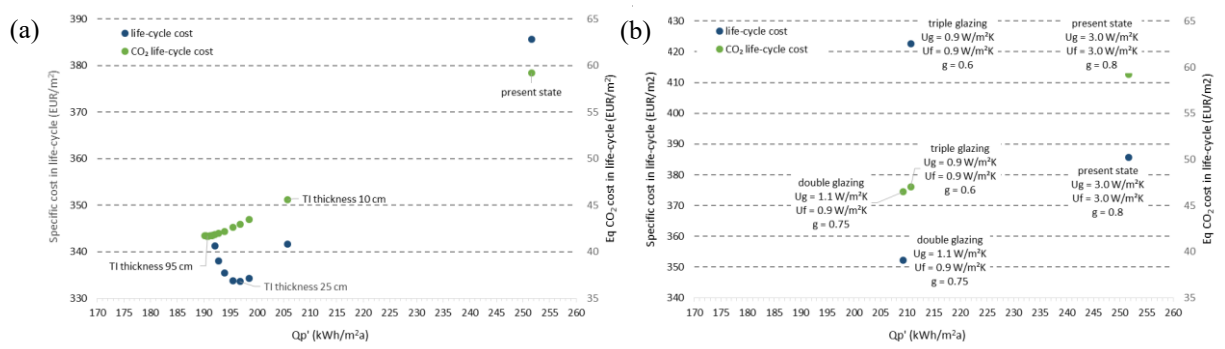 (a)
390
380
370
360
350
340
330
Specific cost in life-cycle (EUR/m²)
life-cycle cost
CO₂ life-cycle cost
present state
TI thickness 10 cm
TI thickness 95 cm
TI thickness 25 cm
65
60
55
50
45
40
35
Eq CO₂ cost in life-cycle (EUR/m²)
170 175 180 185 190 195 200 205 210 215 220 225 230 235 240 245 250 255 260
Qp' (kWh/m²a)
(b)
430
420
410
400
390
380
370
360
350
340
Specific cost in life-cycle (EUR/m2)
life-cycle cost
CO₂ life-cycle cost
triple glazing
Ug = 0.9 W/m²K
Uf = 0.9 W/m²K
g = 0.6
present state
Ug = 3.0 W/m²K
Uf = 3.0 W/m²K
g = 0.8
triple glazing
Ug = 0.9 W/m²K
Uf = 0.9 W/m²K
g = 0.6
double glazing
Ug = 1.1 W/m²K
Uf = 0.9 W/m²K
g = 0.75
present state
Ug = 3.0 W/m²K
Uf = 3.0 W/m²K
g = 0.8
double glazing
Ug = 1.1 W/m²K
Uf = 0.9 W/m²K
g = 0.75
65
60
55
50
45
40
35
Eq CO₂ cost in life-cycle (EUR/m2)
170 175 180 185 190 195 200 205 210 215 220 225 230 235 240 245 250 255 260
Qp' (kWh/m²a)